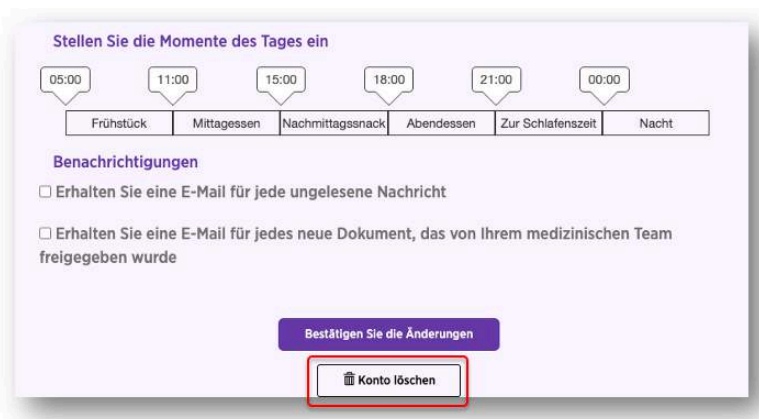 Stellen Sie die Momente des Tages ein
05:00 11:00 15:00 18:00 21:00 00:00
Frühstück Mittagessen Nachmittagssnack Abendessen Zur Schlafenszeit Nacht
Benachrichtigungen
Erhalten Sie eine E-Mail für jede ungelesene Nachricht
Erhalten Sie eine E-Mail für jedes neue Dokument, das von Ihrem medizinischen Team
freigegeben wurde
Bestätigen Sie die Änderungen
Konto löschen